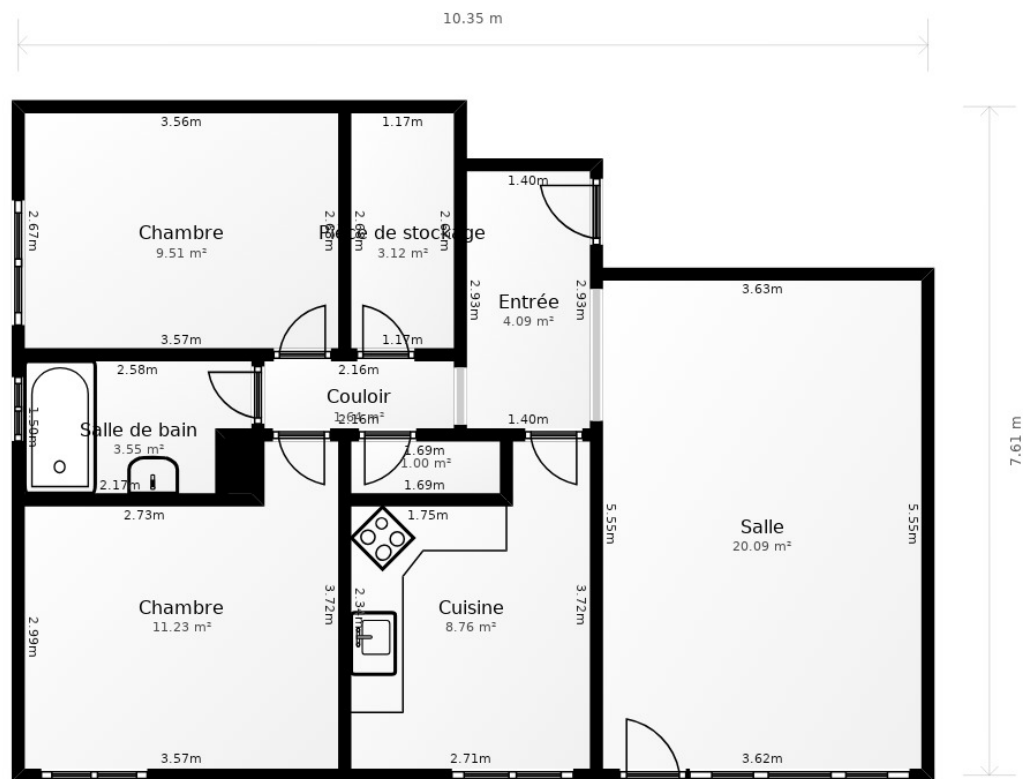 10.35 m
3.56m
1.17m
1.40m
2.67m
Chambre
9.51 m²
Pièce de stockage
3.12 m²
2.93m
Entrée
4.09 m²
2.93m
3.63m
3.57m
1.17m
2.58m
2.16m
Couloir
2.16m
1.40m
1.50m
Salle de bain
3.55 m²
2.17m
1.69m
1.00 m²
1.69m
7.61 m
2.73m
1.75m
5.55m
Salle
20.09 m²
5.55m
2.99m
Chambre
11.23 m²
3.72m
2.34m
Cuisine
8.76 m²
3.72m
3.57m
2.71m
3.62m